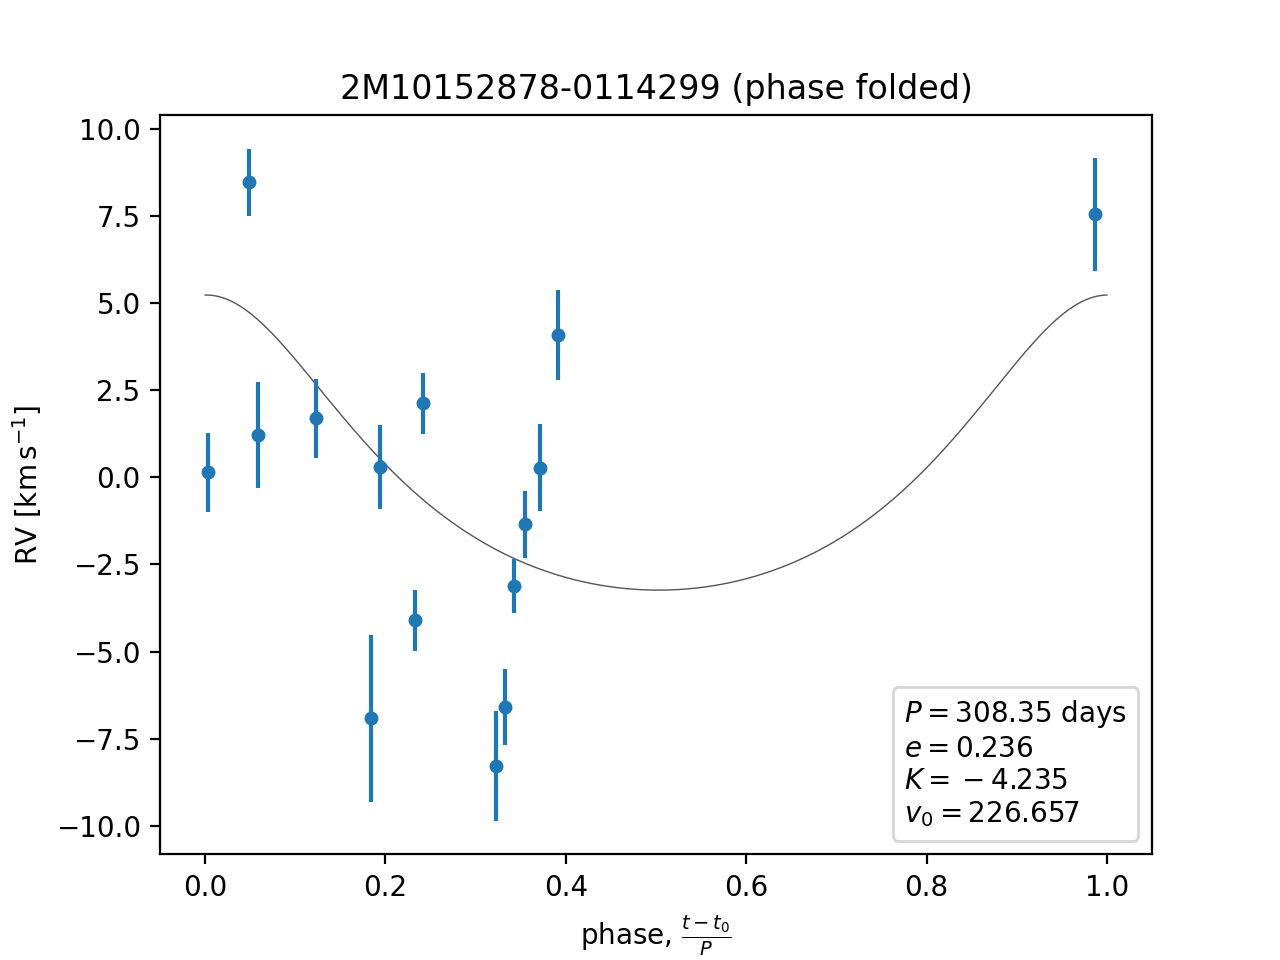 2M10152878-0114299 (phase folded)
10.0
7.5
5.0
2.5
0.0
−2.5
−5.0
−7.5
−10.0
RV [km s⁻¹]
P = 308.35 days
e = 0.236
K = −4.235
v₀ = 226.657
0.0 0.2 0.4 0.6 0.8 1.0
phase, (t − t₀)/P